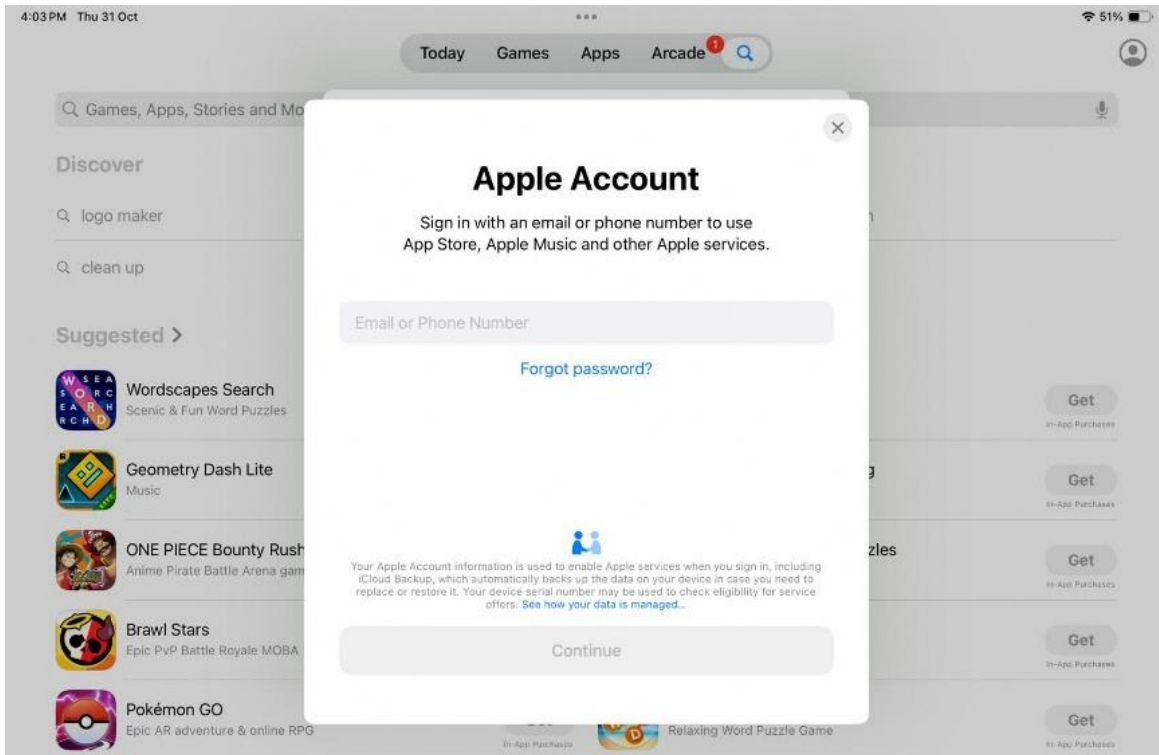 4:03 PM Thu 31 Oct
51%
Today Games Apps Arcade 1
Games, Apps, Stories and Mo
Apple Account
Sign in with an email or phone number to use
App Store, Apple Music and other Apple services.
Email or Phone Number
Forgot password?
Your Apple Account information is used to enable Apple services when you sign in, including
iCloud Backup, which automatically backs up the data on your device in case you need to
replace or restore it. Your device serial number may be used to check eligibility for service
offers. See how your data is managed...
Continue
Discover
logo maker
clean up
Suggested
Wordscapes Search
Scenic & Fun Word Puzzles
Get
In-App Purchases
Geometry Dash Lite
Music
Get
In-App Purchases
ONE PIECE Bounty Rush
Anime Pirate Battle Arena gam
zles
Get
In-App Purchases
Brawl Stars
Epic PvP Battle Royale MOBA
Get
In-App Purchases
Pokémon GO
Epic AR adventure & online RPG
In-App Purchases
Relaxing Word Puzzle Game
Get
In-App Purchases